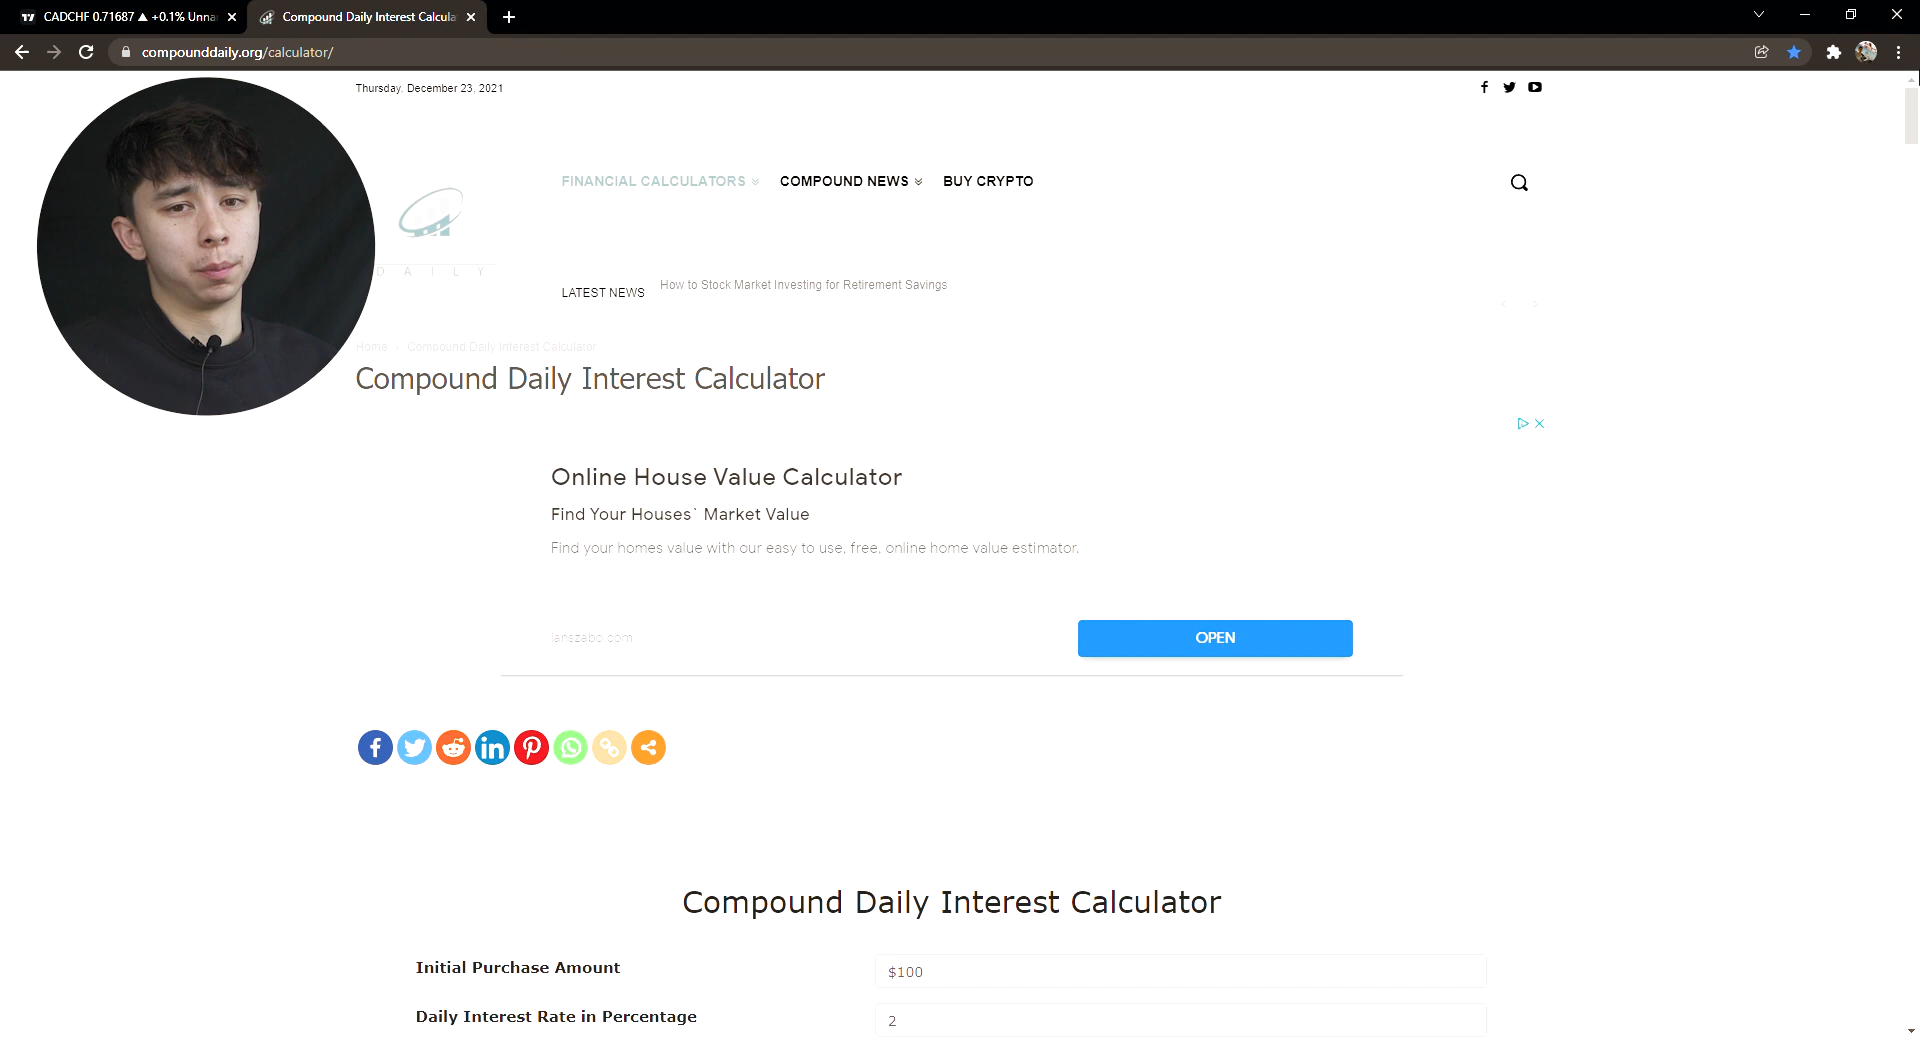 CADCHF 0.71687 ▲ +0.1% Unna
Compound Daily Interest Calcula
compounddaily.org/calculator/
Thursday, December 23, 2021
FINANCIAL CALCULATORS
COMPOUND NEWS
BUY CRYPTO
DAILY
LATEST NEWS
How to Stock Market Investing for Retirement Savings
Home › Compound Daily Interest Calculator
Compound Daily Interest Calculator
Online House Value Calculator
Find Your Houses` Market Value
Find your homes value with our easy to use, free, online home value estimator.
ianszabo.com
OPEN
Compound Daily Interest Calculator
Initial Purchase Amount
$100
Daily Interest Rate in Percentage
2